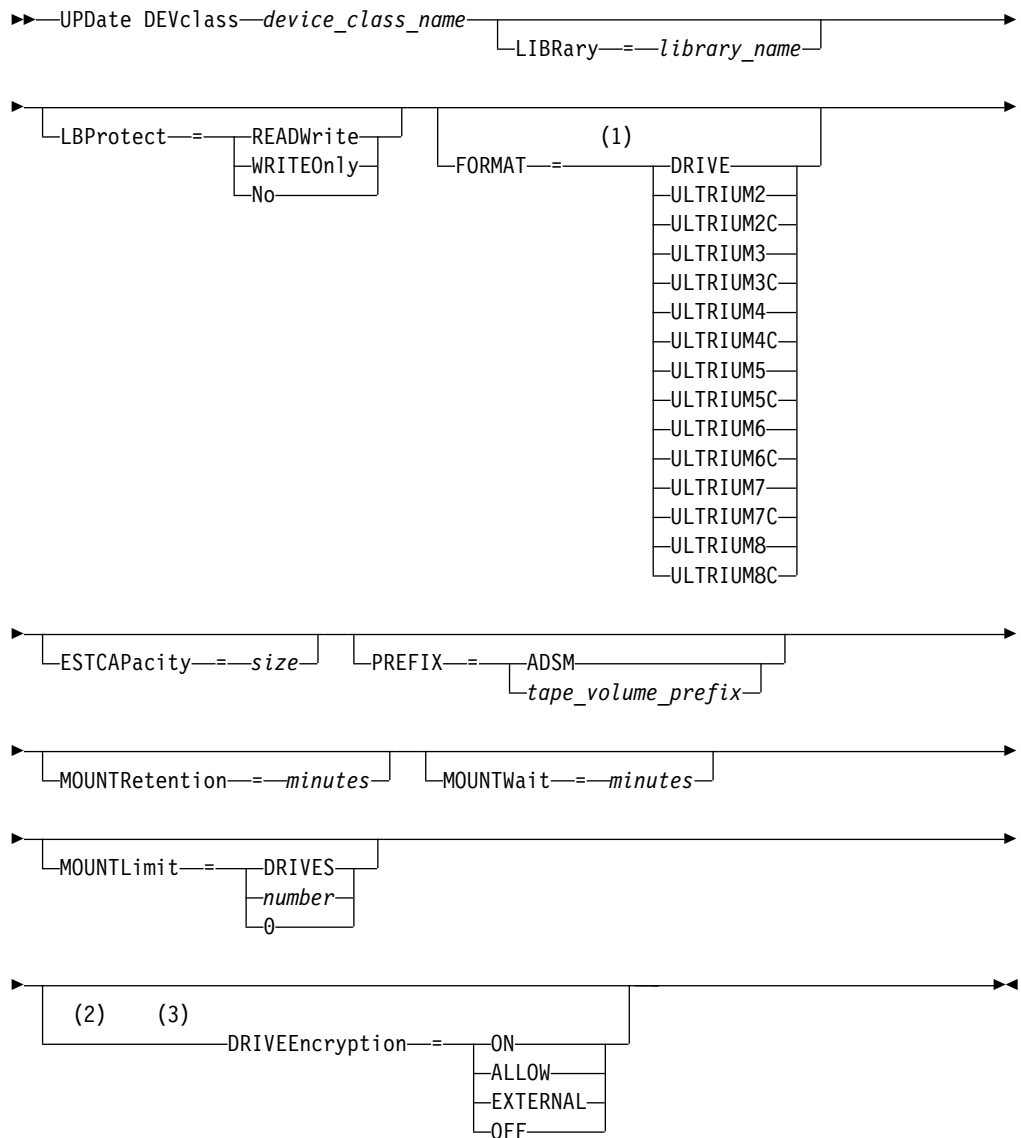 UPDate DEVclass device_class_name
LIBRary = library_name
LBProtect = READWrite
WRITEOnly
No
(1)
FORMAT = DRIVE
ULTRIUM2
ULTRIUM2C
ULTRIUM3
ULTRIUM3C
ULTRIUM4
ULTRIUM4C
ULTRIUM5
ULTRIUM5C
ULTRIUM6
ULTRIUM6C
ULTRIUM7
ULTRIUM7C
ULTRIUM8
ULTRIUM8C
ESTCAPacity = size
PREFIX = ADSM
tape_volume_prefix
MOUNTRetention = minutes
MOUNTWait = minutes
MOUNTLimit = DRIVES
number
0
(2) (3)
DRIVEEncryption = ON
ALLOW
EXTERNAL
OFF